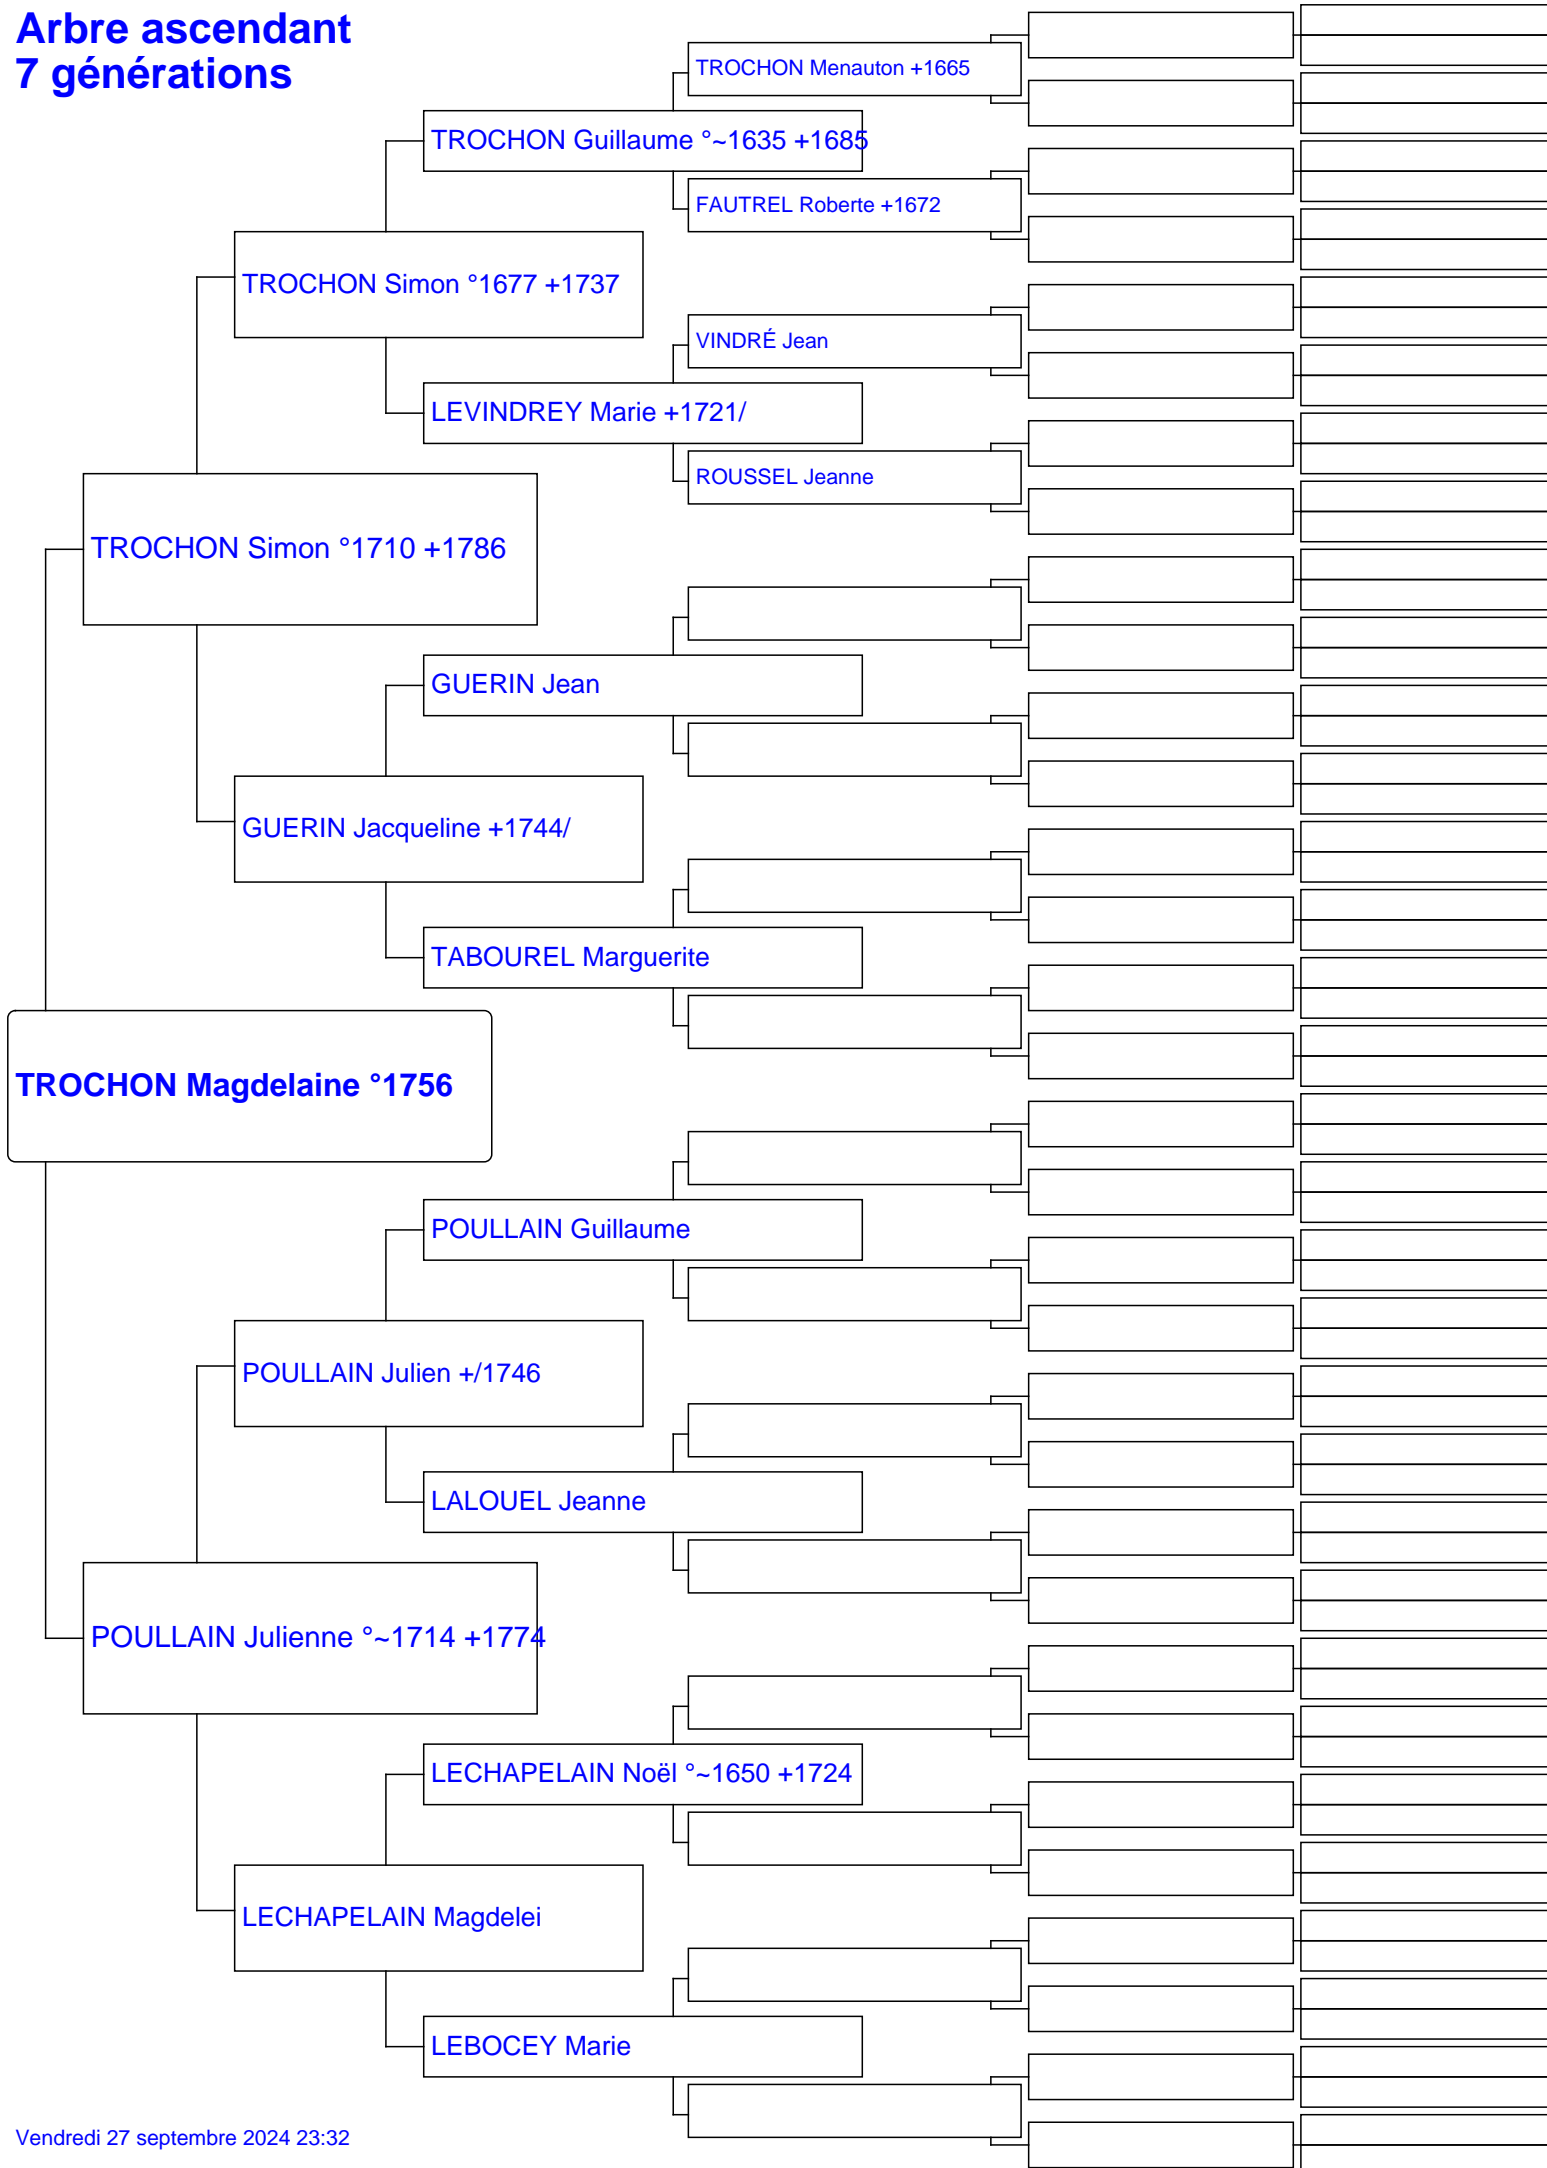 Arbre ascendant
7 générations
TROCHON Menauton +1665
TROCHON Guillaume °~1635 +1685
FAUTREL Roberte +1672
TROCHON Simon °1677 +1737
VINDRÉ Jean
LEVINDREY Marie +1721/
ROUSSEL Jeanne
TROCHON Simon °1710 +1786
GUERIN Jean
GUERIN Jacqueline +1744/
TABOUREL Marguerite
TROCHON Magdelaine °1756
POULLAIN Guillaume
POULLAIN Julien +/1746
LALOUEL Jeanne
POULLAIN Julienne °~1714 +1774
LECHAPELAIN Noël °~1650 +1724
LECHAPELAIN Magdelei
LEBOCEY Marie
Vendredi 27 septembre 2024 23:32